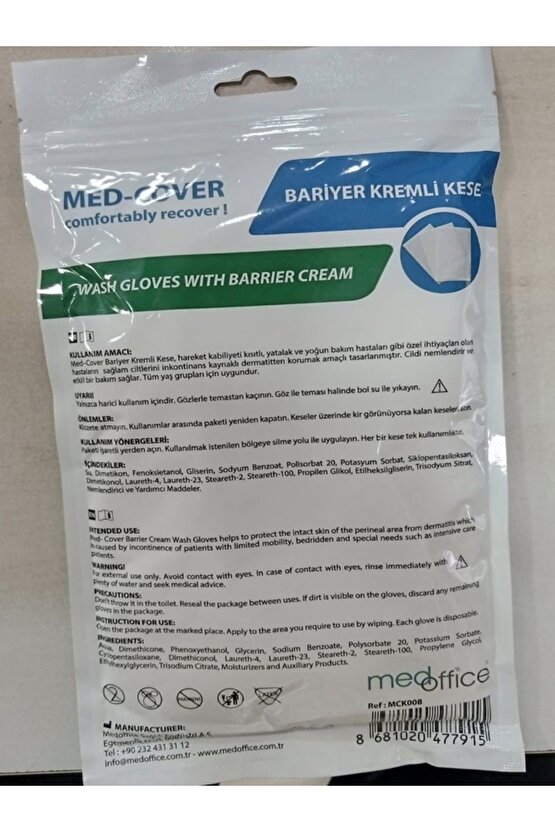 MED-COVER
comfortably recover !
BARİYER KREMLİ KESE
WASH GLOVES WITH BARRIER CREAM
KULLANIM AMACI:
Med-Cover Bariyer Kremli Kese, hareket kabiliyeti kısıtlı, yatalak ve yoğun bakım hastaları gibi özel ihtiyaçları olan
hastaların sağlam ciltlerini inkontinans kaynaklı dermatitten korumak amaçlı tasarlanmıştır. Cildi nemlendirir ve
etkili bir bakım sağlar. Tüm yaş grupları için uygundur.
UYARI!
Yalnızca harici kullanım içindir. Gözlerle temastan kaçının. Göz ile teması halinde bol su ile yıkayın.
ÖNLEMLER:
Klozete atmayın. Kullanımlar arasında paketi yeniden kapatın. Keseler üzerinde kir görünüyorsa kalan keseleri atın.
KULLANIM YÖNERGELERİ:
Paketi işaretli yerden açın. Kullanılmak istenilen bölgeye silme yolu ile uygulayın. Her bir kese tek kullanımlıktır.
İÇİNDEKİLER:
Su, Dimetikon, Fenoksietanol, Gliserin, Sodyum Benzoat, Polisorbat 20, Potasyum Sorbat, Siklopentasiloksan,
Dimetikonol, Laureth-4, Laureth-23, Steareth-2, Steareth-100, Propilen Glikol, Etilheksilgliserin, Trisodyum Sitrat,
Nemlendirici ve Yardımcı Maddeler.
EN
INTENDED USE:
Med- Cover Barrier Cream Wash Gloves helps to protect the intact skin of the perineal area from dermatitis which
is caused by incontinence of patients with limited mobility, bedridden and special needs such as intensive care
patients.
WARNING!
For external use only. Avoid contact with eyes. In case of contact with eyes, rinse immediately with
plenty of water and seek medical advice.
PRECAUTIONS:
Don't throw it in the toilet. Reseal the package between uses. If dirt is visible on the gloves, discard any remaining
gloves in the package.
INSTRUCTION FOR USE:
Open the package at the marked place. Apply to the area you require to use by wiping. Each glove is disposable.
INGREDIENTS:
Aqua, Dimethicone, Phenoxyethanol, Glycerin, Sodium Benzoate, Polysorbate 20, Potassium Sorbate,
Cyclopentasiloxane, Dimethiconol, Laureth-4, Laureth-23, Steareth-2, Steareth-100, Propylene Glycol,
Ethylhexylglycerin, Trisodium Citrate, Moisturizers and Auxiliary Products.
medoffice
PARABEN
LATEX
Ref : MCK008
MANUFACTURER:
Medoffice
Egemenlik
Tel : +90 232 431 31 12
info@medoffice.com.tr - www.medoffice.com.tr
8 681020 477915